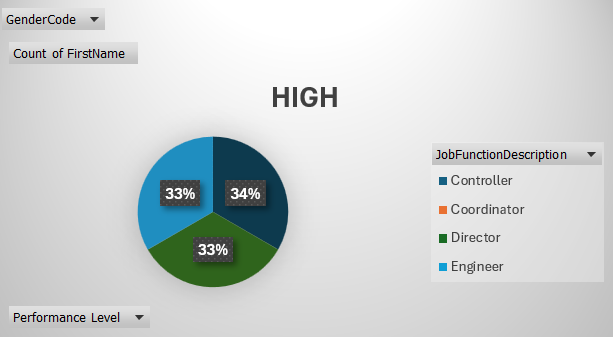 GenderCode
Count of FirstName
HIGH
33%
34%
33%
JobFunctionDescription
Controller
Coordinator
Director
Engineer
Performance Level